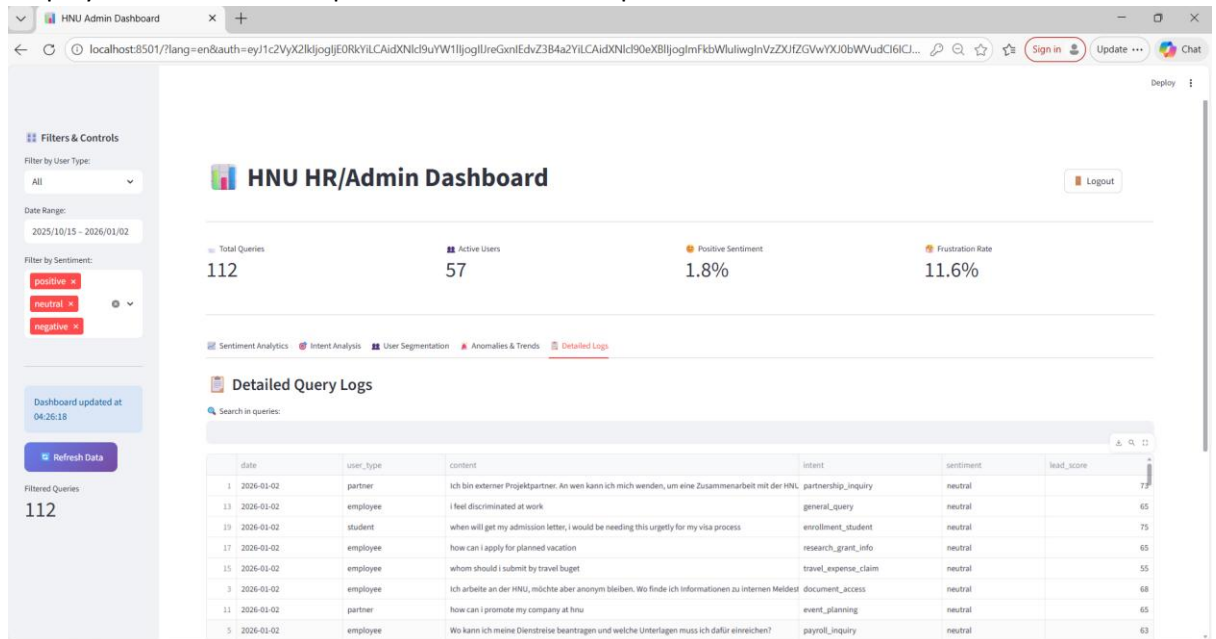 HNU Admin Dashboard
Sign in
Update
Chat
Deploy
Filters & Controls
Filter by User Type:
All
Date Range:
2025/10/15 – 2026/01/02
Filter by Sentiment:
positive ×
neutral ×
negative ×
Dashboard updated at
04:26:18
Refresh Data
Filtered Queries
112
HNU HR/Admin Dashboard
Logout
Total Queries
112
Active Users
57
Positive Sentiment
1.8%
Frustration Rate
11.6%
Sentiment Analytics Intent Analysis User Segmentation Anomalies & Trends Detailed Logs
Detailed Query Logs
Search in queries:
date user_type content intent sentiment lead_score
1 2026-01-02 partner Ich bin externer Projektpartner. An wen kann ich mich wenden, um eine Zusammenarbeit mit der HNU partnership_inquiry neutral 73
13 2026-01-02 employee i feel discriminated at work general_query neutral 65
19 2026-01-02 student when will get my admission letter, i would be needing this urgetly for my visa process enrollment_student neutral 75
17 2026-01-02 employee how can i apply for planned vacation research_grant_info neutral 65
15 2026-01-02 employee whom should i submit by travel buget travel_expense_claim neutral 55
3 2026-01-02 employee Ich arbeite an der HNU, möchte aber anonym bleiben. Wo finde ich Informationen zu internen Meldest document_access neutral 68
11 2026-01-02 partner how can i promote my company at hnu event_planning neutral 65
5 2026-01-02 employee Wo kann ich meine Dienstreise beantragen und welche Unterlagen muss ich dafür einreichen? payroll_inquiry neutral 63